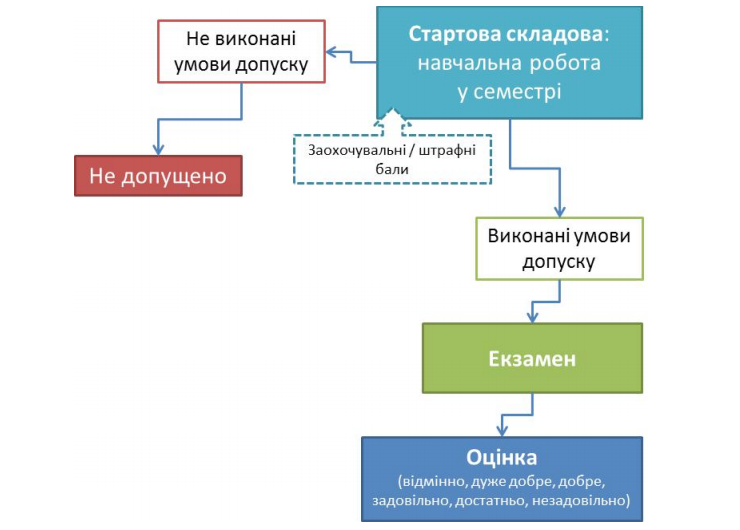 Не виконані
умови допуску
Стартова складова:
навчальна робота
у семестрі
Заохочувальні / штрафні
бали
Не допущено
Виконані умови
допуску
Екзамен
Оцінка
(відмінно, дуже добре, добре,
задовільно, достатньо, незадовільно)